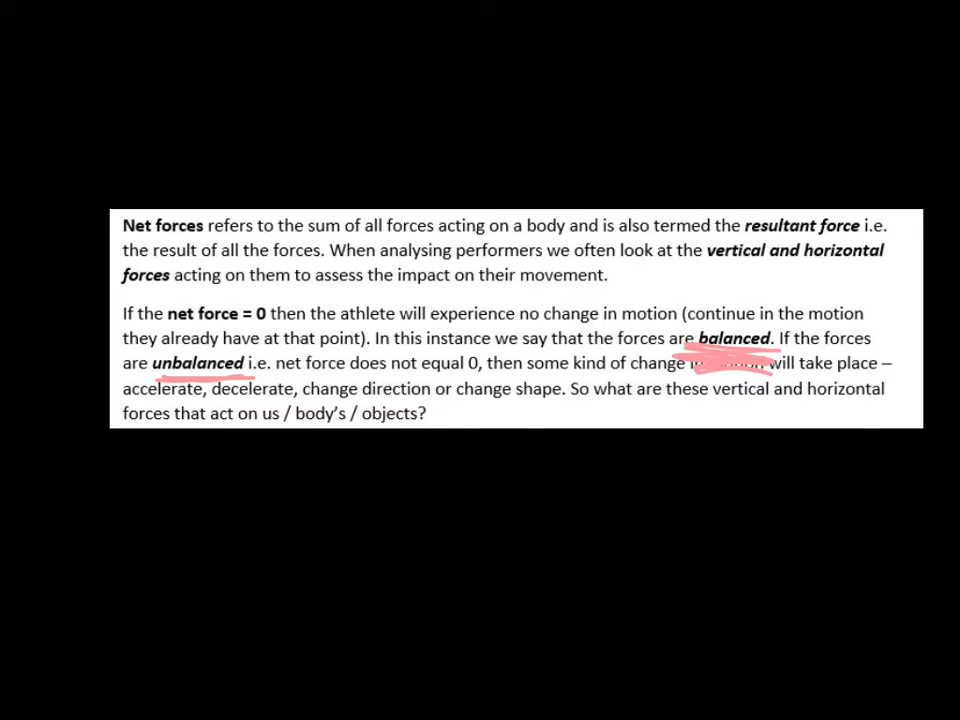 Net forces refers to the sum of all forces acting on a body and is also termed the resultant force i.e.
the result of all the forces. When analysing performers we often look at the vertical and horizontal
forces acting on them to assess the impact on their movement.
If the net force = 0 then the athlete will experience no change in motion (continue in the motion
they already have at that point). In this instance we say that the forces are balanced. If the forces
are unbalanced i.e. net force does not equal 0, then some kind of change will take place –
accelerate, decelerate, change direction or change shape. So what are these vertical and horizontal
forces that act on us / body's / objects?